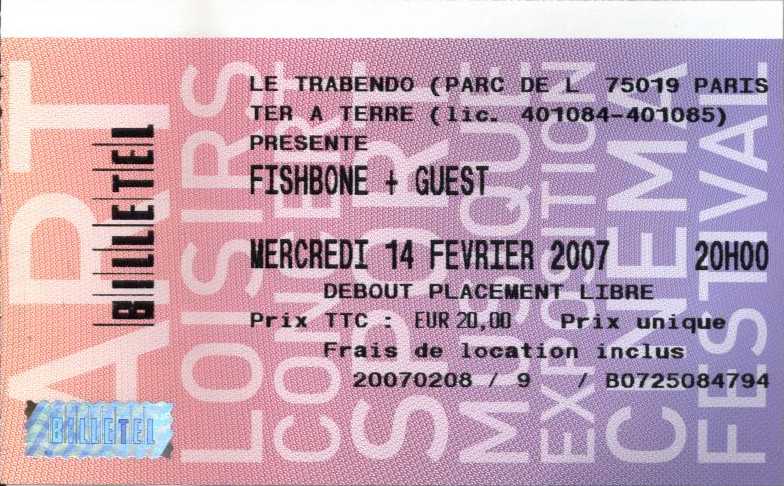 LE TRABENDO (PARC DE L 75019 PARIS
TER A TERRE (lic. 401084-401085)
PRESENTE
FISHBONE + GUEST
MERCREDI 14 FEVRIER 2007 20H00
DEBOUT PLACEMENT LIBRE
Prix TTC : EUR 20,00 Prix unique
Frais de location inclus
20070208 / 9 / B0725084794
BILLETEL
BILLETEL
ART
LOISIRS
CONCERT
SPORT
MUSIQUE
EXPOSITION
CINEMA
FESTIVAL